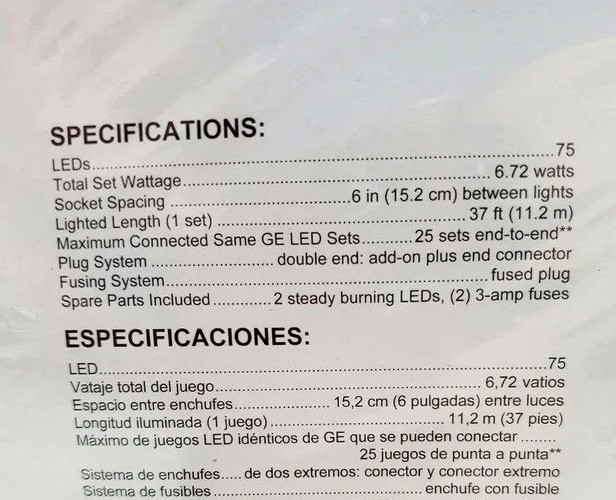 SPECIFICATIONS:
LEDs..........75
Total Set Wattage..........6.72 watts
Socket Spacing ..........6 in (15.2 cm) between lights
Lighted Length (1 set) ..........37 ft (11.2 m)
Maximum Connected Same GE LED Sets..........25 sets end-to-end**
Plug System ..........double end: add-on plus end connector
Fusing System..........fused plug
Spare Parts Included ..........2 steady burning LEDs, (2) 3-amp fuses
ESPECIFICACIONES:
LED..........75
Vataje total del juego..........6,72 vatios
Espacio entre enchufes..........15,2 cm (6 pulgadas) entre luces
Longitud iluminada (1 juego)..........11,2 m (37 pies)
Máximo de juegos LED idénticos de GE que se pueden conectar ........
25 juegos de punta a punta**
Sistema de enchufes..... de dos extremos: conector y conector extremo
Sistema de fusibles..........enchufe con fusible